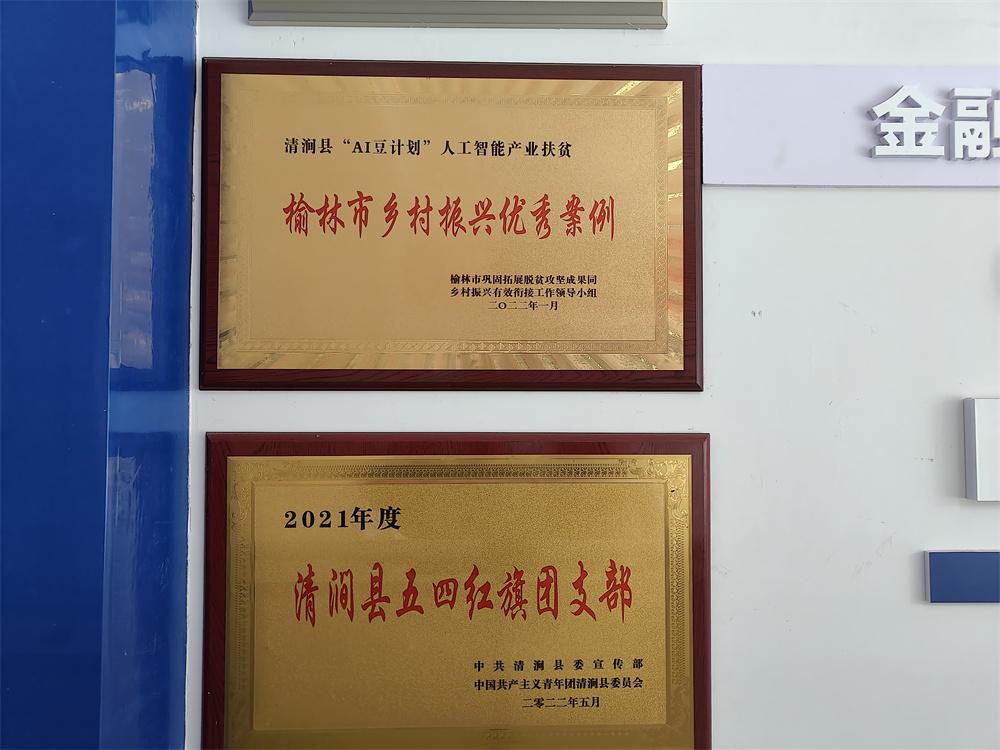 清涧县“AI豆计划”人工智能产业扶贫
榆林市乡村振兴优秀案例
榆林市巩固拓展脱贫攻坚成果同
乡村振兴有效衔接工作领导小组
二〇二三年一月
金融
2021年度
清涧县五四红旗团支部
中共清涧县委宣传部
中国共产主义青年团清涧县委员会
二零二二年五月